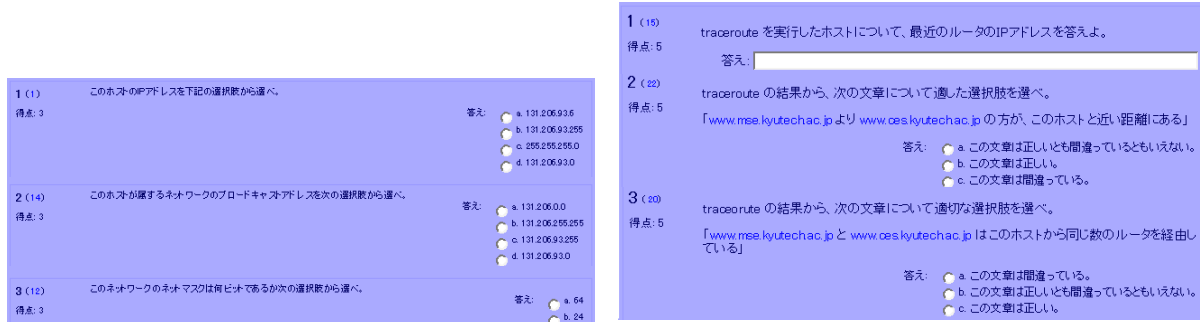 1 (1) このホストのIPアドレスを下記の選択肢から選べ。
得点: 3
答え:
a. 131.206.93.6
b. 131.206.93.255
c. 255.255.255.0
d. 131.206.93.0
2 (14) このホストが属するネットワークのブロードキャストアドレスを次の選択肢から選べ。
得点: 3
答え:
a. 131.206.0.0
b. 131.206.255.255
c. 131.206.93.255
d. 131.206.93.0
3 (12) このネットワークのネットマスクは何ビットであるか次の選択肢から選べ。
得点: 3
答え:
a. 64
b. 24
1 (15)
traceroute を実行したホストについて、最近のルータのIPアドレスを答えよ。
得点: 5
答え:
2 (22)
traceroute の結果から、次の文章について適した選択肢を選べ。
得点: 5
「www.mse.kyutech.ac.jp より www.ces.kyutech.ac.jp の方が、このホストと近い距離にある」
答え:
a. この文章は正しいとも間違っているともいえない。
b. この文章は正しい。
c. この文章は間違っている。
3 (20)
traceorute の結果から、次の文章について適切な選択肢を選べ。
得点: 5
「www.mse.kyutech.ac.jp と www.ces.kyutech.ac.jp はこのホストから同じ数のルータを経由し
ている」
答え:
a. この文章は間違っている。
b. この文章は正しいとも間違っているともいえない。
c. この文章は正しい。